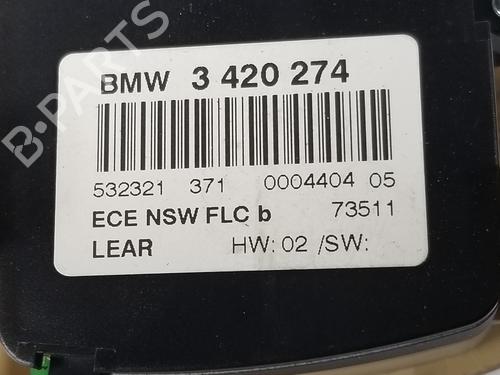 BMW 3 420 274
532321 371 0004404 05
ECE NSW FLC b 73511
LEAR HW: 02 /SW:
B-PARTS